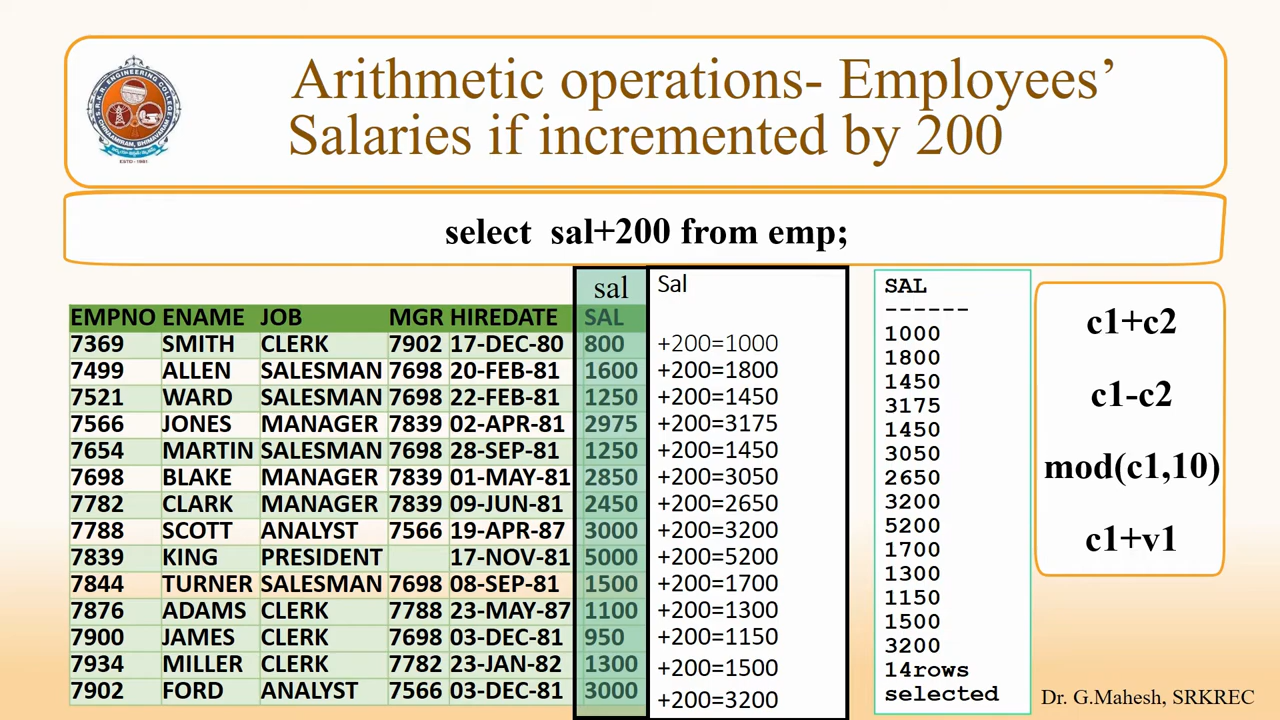 Arithmetic operations- Employees’
Salaries if incremented by 200
select sal+200 from emp;
sal Sal
EMPNO ENAME JOB MGR HIREDATE SAL
7369 SMITH CLERK 7902 17-DEC-80 800 +200=1000
7499 ALLEN SALESMAN 7698 20-FEB-81 1600 +200=1800
7521 WARD SALESMAN 7698 22-FEB-81 1250 +200=1450
7566 JONES MANAGER 7839 02-APR-81 2975 +200=3175
7654 MARTIN SALESMAN 7698 28-SEP-81 1250 +200=1450
7698 BLAKE MANAGER 7839 01-MAY-81 2850 +200=3050
7782 CLARK MANAGER 7839 09-JUN-81 2450 +200=2650
7788 SCOTT ANALYST 7566 19-APR-87 3000 +200=3200
7839 KING PRESIDENT 17-NOV-81 5000 +200=5200
7844 TURNER SALESMAN 7698 08-SEP-81 1500 +200=1700
7876 ADAMS CLERK 7788 23-MAY-87 1100 +200=1300
7900 JAMES CLERK 7698 03-DEC-81 950 +200=1150
7934 MILLER CLERK 7782 23-JAN-82 1300 +200=1500
7902 FORD ANALYST 7566 03-DEC-81 3000 +200=3200
SAL
------
1000
1800
1450
3175
1450
3050
2650
3200
5200
1700
1300
1150
1500
3200
14rows
selected
c1+c2
c1-c2
mod(c1,10)
c1+v1
Dr. G.Mahesh, SRKREC